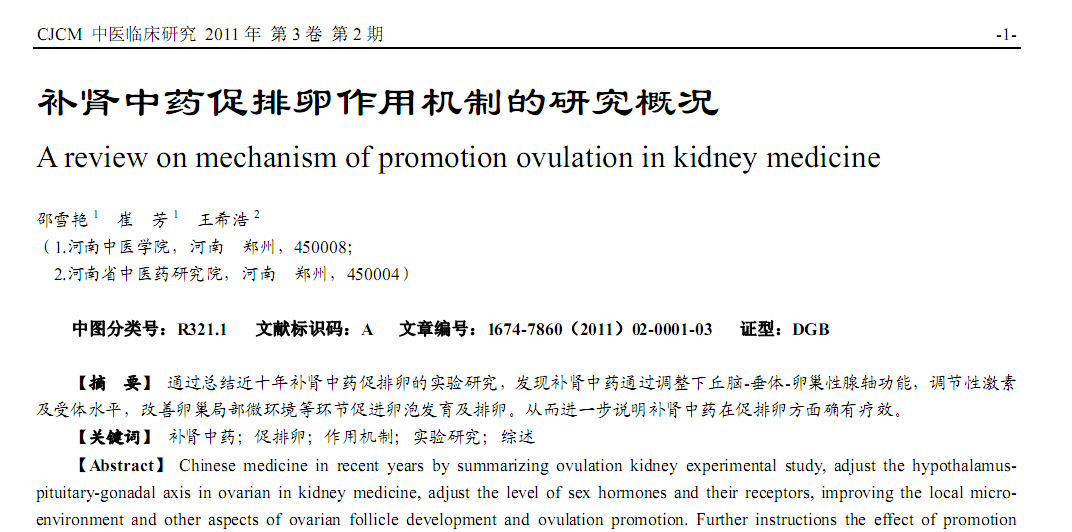 CJCM 中医临床研究 2011年 第3卷 第2期 -1-
补肾中药促排卵作用机制的研究概况
A review on mechanism of promotion ovulation in kidney medicine
邵雪艳1 崔 芳1 王希浩2
（1.河南中医学院，河南 郑州，450008；
2.河南省中医药研究院，河南 郑州，450004）
中图分类号：R321.1 文献标识码：A 文章编号：1674-7860（2011）02-0001-03 证型：DGB
【摘 要】 通过总结近十年补肾中药促排卵的实验研究，发现补肾中药通过调整下丘脑-垂体-卵巢性腺轴功能，调节性激素
及受体水平，改善卵巢局部微环境等环节促进卵泡发育及排卵。从而进一步说明补肾中药在促排卵方面确有疗效。
【关键词】 补肾中药；促排卵；作用机制；实验研究；综述
【Abstract】 Chinese medicine in recent years by summarizing ovulation kidney experimental study, adjust the hypothalamus-
pituitary-gonadal axis in ovarian in kidney medicine, adjust the level of sex hormones and their receptors, improving the local micro-
environment and other aspects of ovarian follicle development and ovulation promotion. Further instructions the effect of promotion